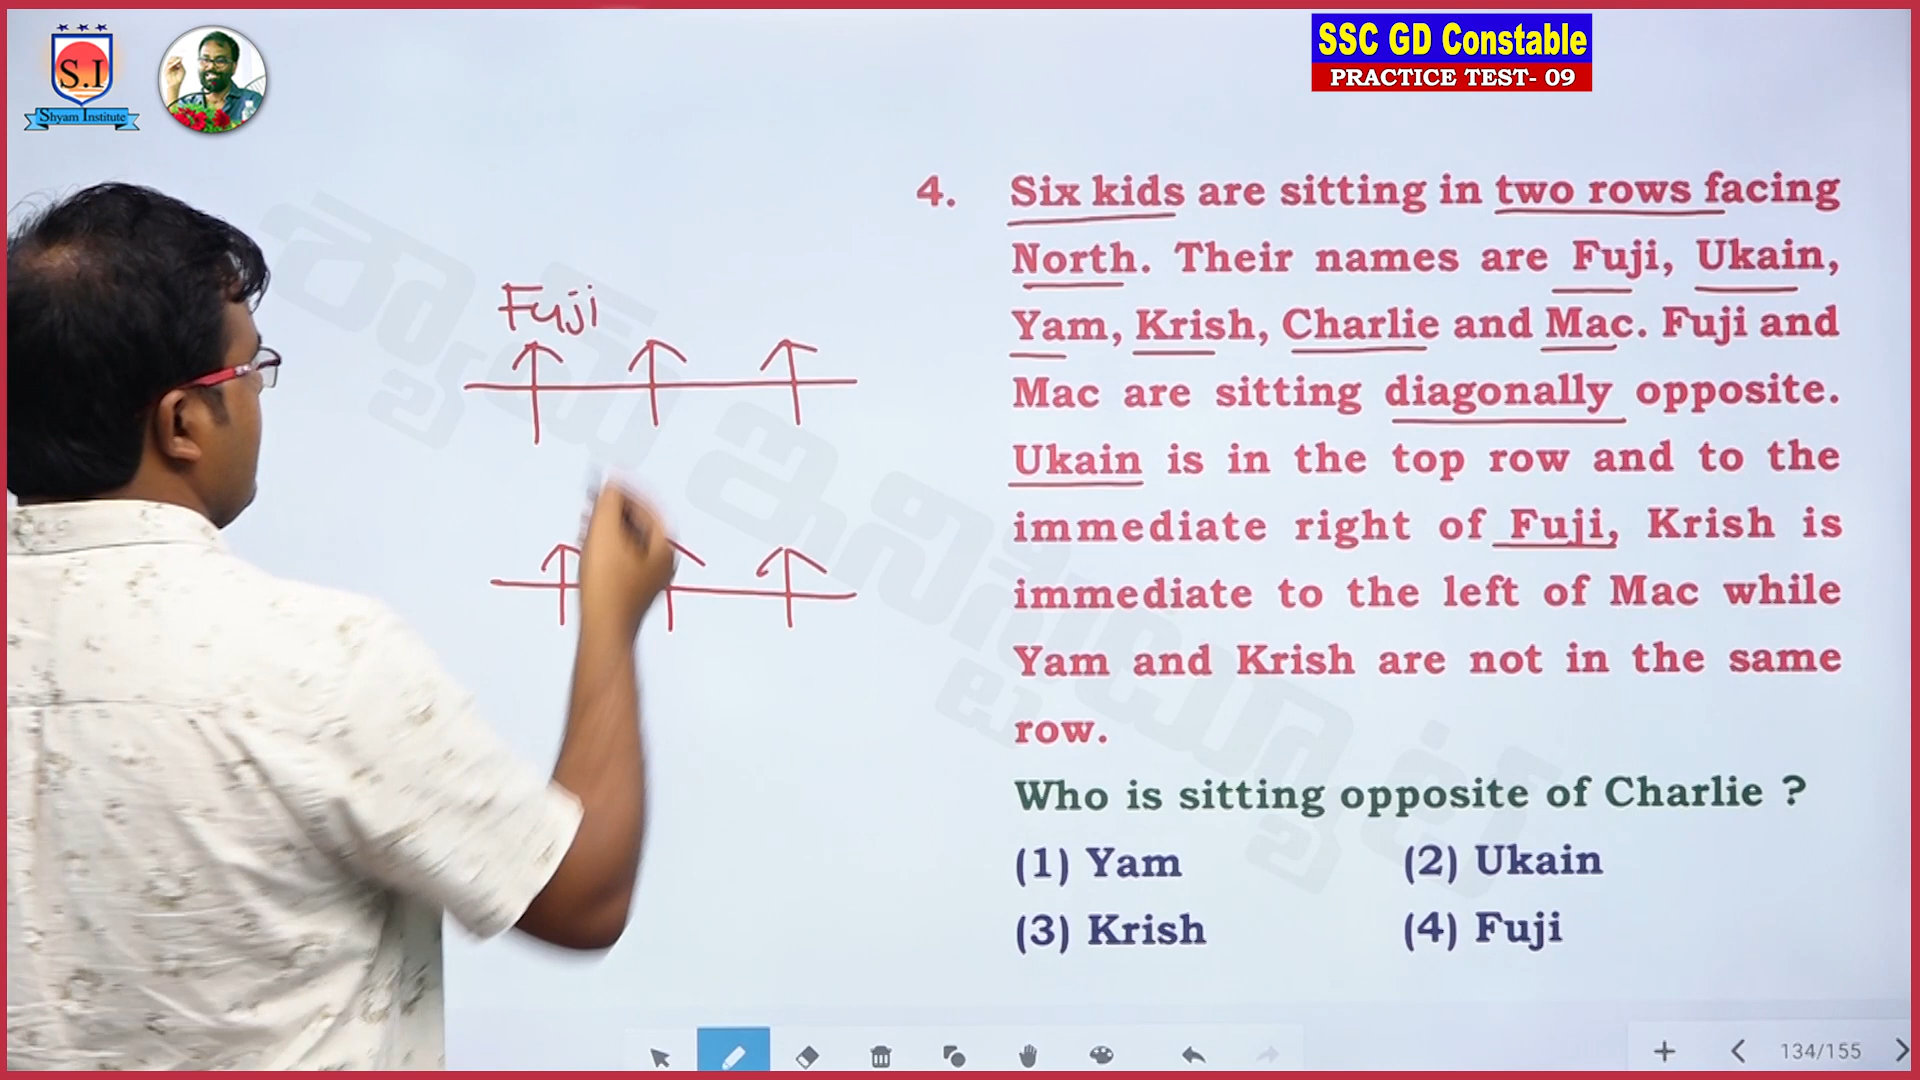 ★ ★ ★
S.I
Shyam Institute
SSC GD Constable
PRACTICE TEST- 09
4. Six kids are sitting in two rows facing
North. Their names are Fuji, Ukain,
Yam, Krish, Charlie and Mac. Fuji and
Mac are sitting diagonally opposite.
Ukain is in the top row and to the
immediate right of Fuji, Krish is
immediate to the left of Mac while
Yam and Krish are not in the same
row.
Who is sitting opposite of Charlie ?
(1) Yam (2) Ukain
(3) Krish (4) Fuji
Fuji
134/155